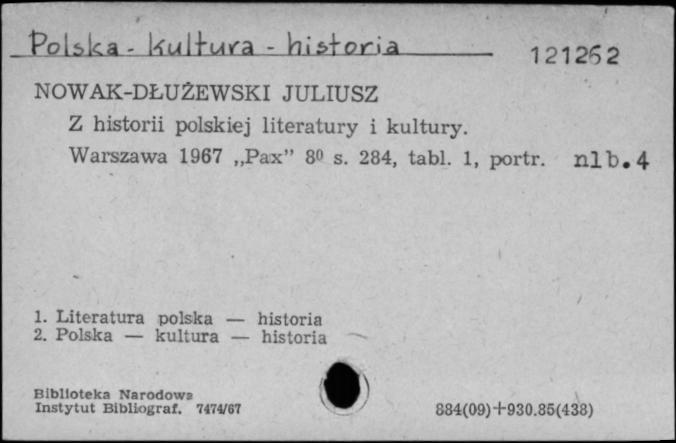 Polska - kultura - historia
121262
NOWAK-DŁUŻEWSKI JULIUSZ
Z historii polskiej literatury i kultury.
Warszawa 1967 „Pax” 8⁰ s. 284, tabl. 1, portr. nlb. 4
1. Literatura polska — historia
2. Polska — kultura — historia
Biblioteka Narodowa
Instytut Bibliograf. 7474/67
884(09)+930.85(438)